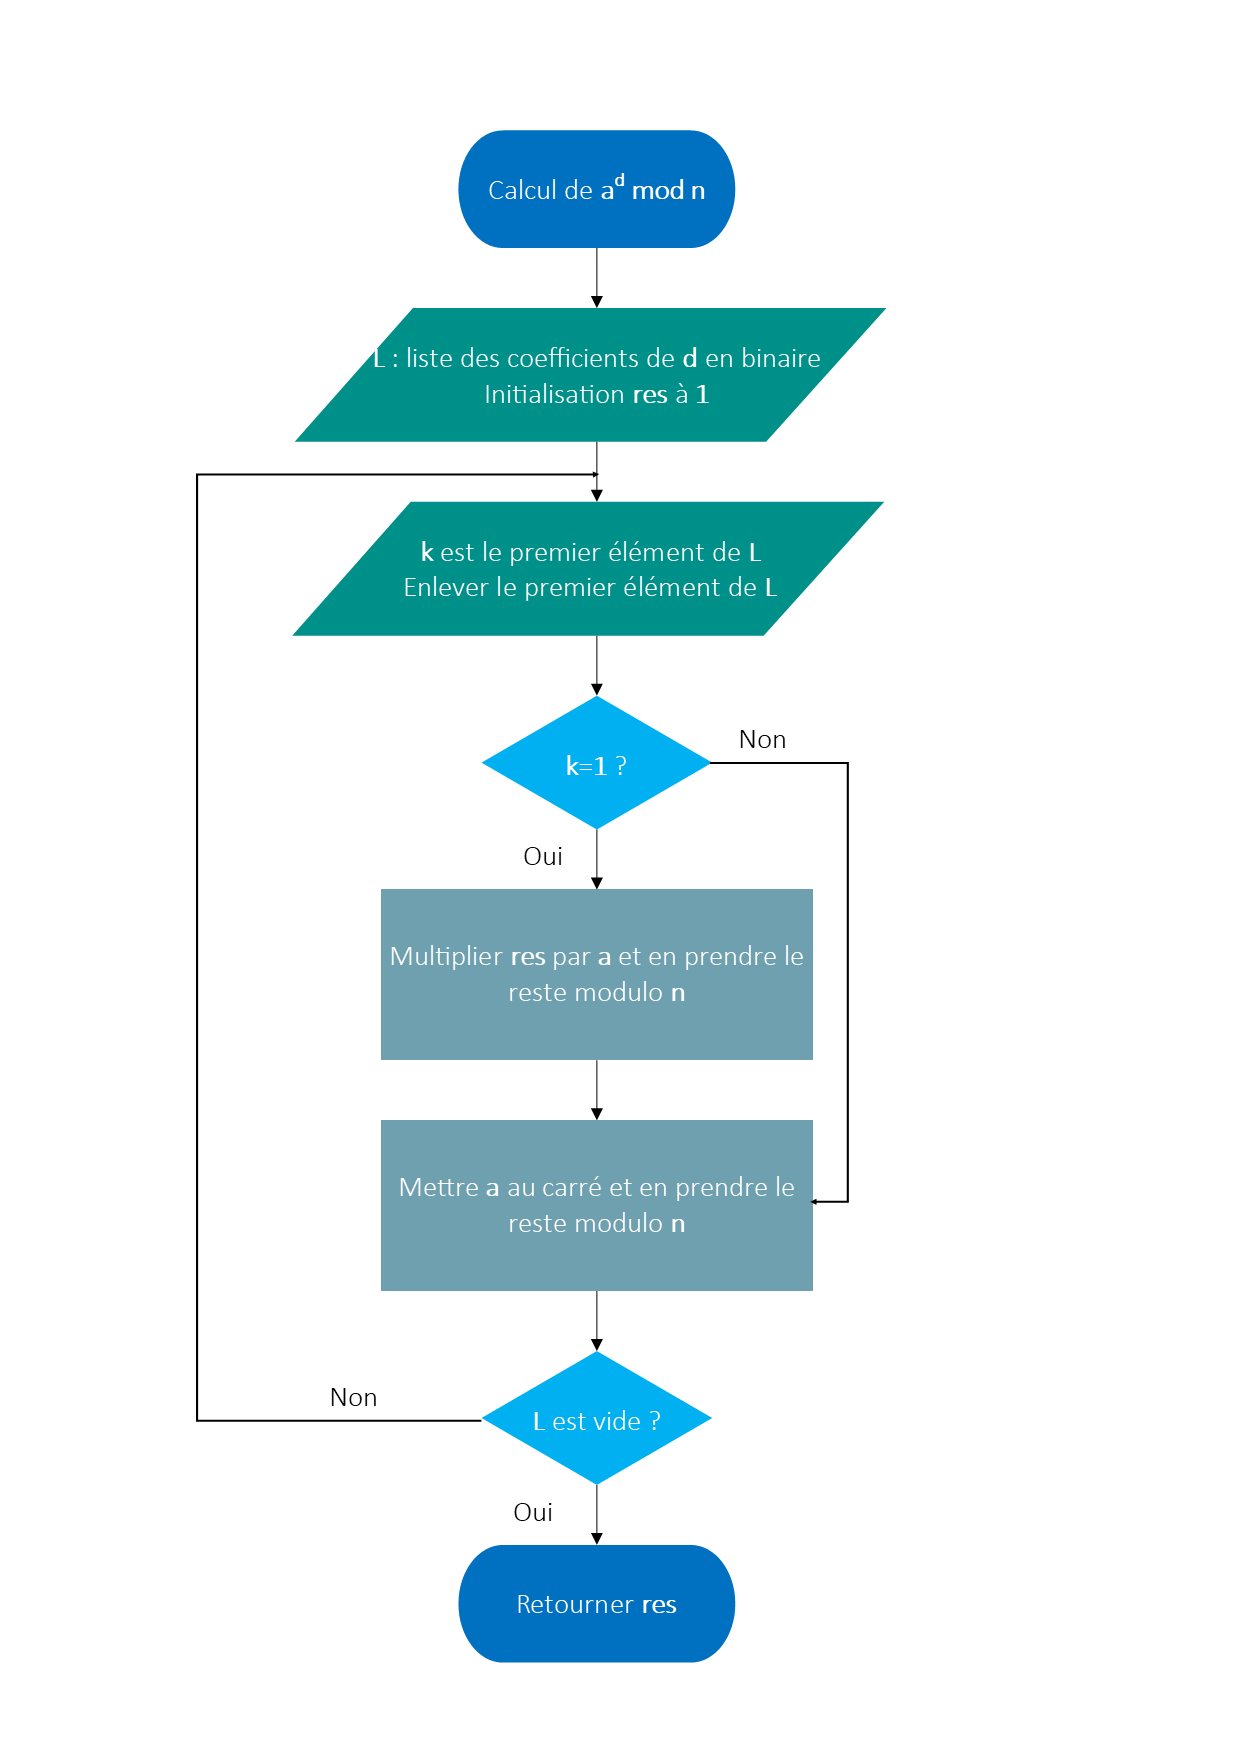 Calcul de a^d mod n
L : liste des coefficients de d en binaire
Initialisation res à 1
k est le premier élément de L
Enlever le premier élément de L
k=1 ?
Non
Oui
Multiplier res par a et en prendre le
reste modulo n
Mettre a au carré et en prendre le
reste modulo n
L est vide ?
Non
Oui
Retourner res